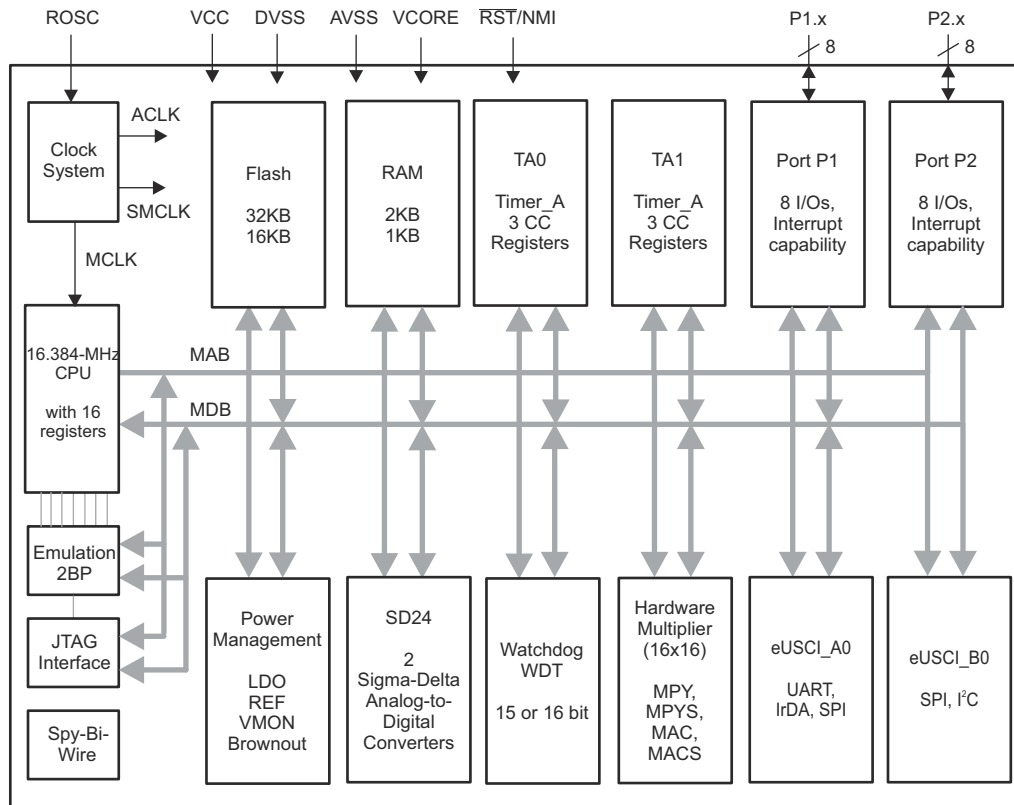 ROSC
VCC
DVSS
AVSS
VCORE
RST/NMI
P1.x
P2.x
8
8
Clock
System
ACLK
SMCLK
MCLK
Flash
32KB
16KB
RAM
2KB
1KB
TA0
Timer_A
3 CC
Registers
TA1
Timer_A
3 CC
Registers
Port P1
8 I/Os,
Interrupt
capability
Port P2
8 I/Os,
Interrupt
capability
16.384-MHz
CPU
with 16
registers
MAB
MDB
Emulation
2BP
JTAG
Interface
Spy-Bi-
Wire
Power
Management
LDO
REF
VMON
Brownout
SD24
2
Sigma-Delta
Analog-to-
Digital
Converters
Watchdog
WDT
15 or 16 bit
Hardware
Multiplier
(16x16)
MPY,
MPYS,
MAC,
MACS
eUSCI_A0
UART,
IrDA, SPI
eUSCI_B0
SPI, I²C